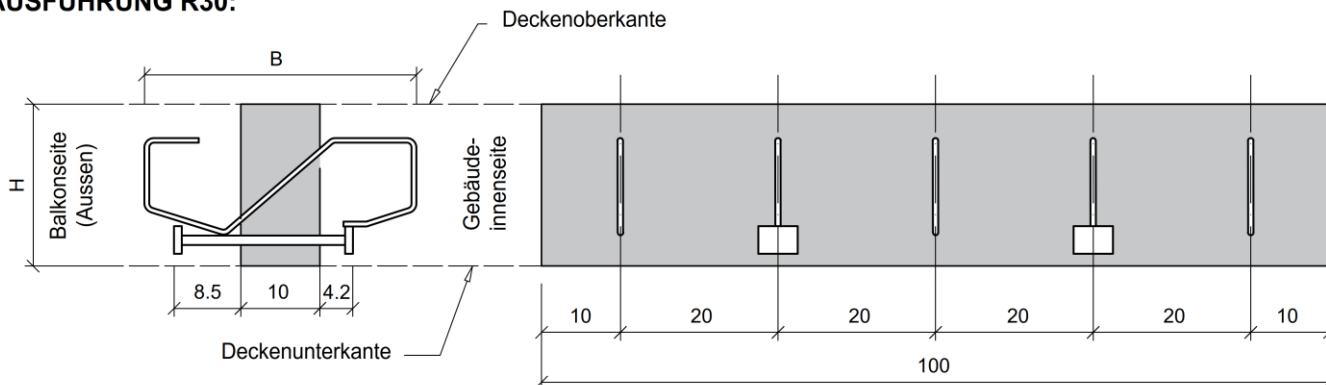 AUSFÜHRUNG R30:
Deckenoberkante
B
H
Balkonseite
(Aussen)
Gebäude-
innenseite
8.5
10
4.2
Deckenunterkante
10
20
20
20
20
10
100